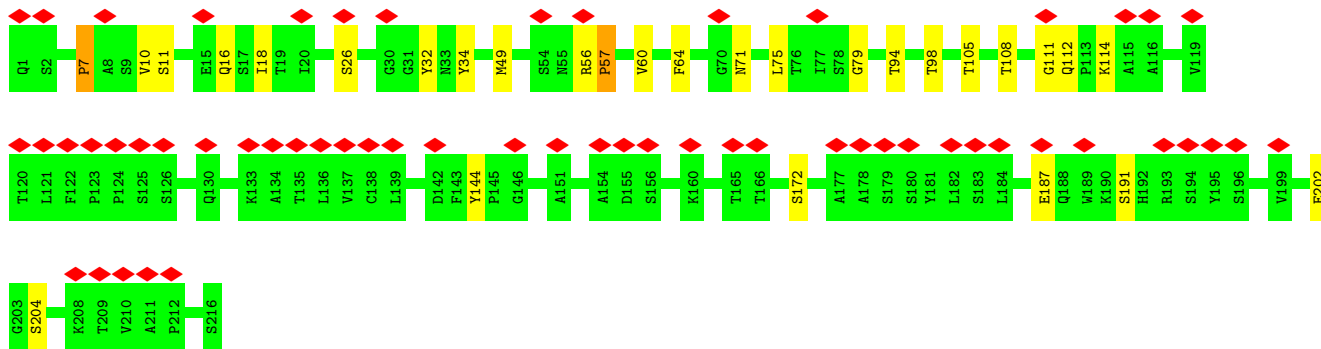 Q1 S2 P7 A8 S9 V10 S11 E15 Q16 S17 I18 T19 I20 S26 G30 G31 Y32 N33 Y34 M49 S54 N55 R56 P57 V60 F64 G70 N71 L75 T76 I77 S78 G79 T94 T98 T105 T108 G111 Q112 P113 K114 A115 A116 V119
T120 L121 F122 P123 P124 S125 S126 Q130 K133 A134 T135 L136 V137 C138 L139 D142 F143 Y144 P145 G146 A151 A154 D155 S156 K160 T165 T166 S172 A177 A178 S179 S180 Y181 L182 S183 L184 E187 Q188 W189 K190 S191 H192 R193 S194 Y195 S196 V199 E202
G203 S204 K208 T209 V210 A211 P212 S216